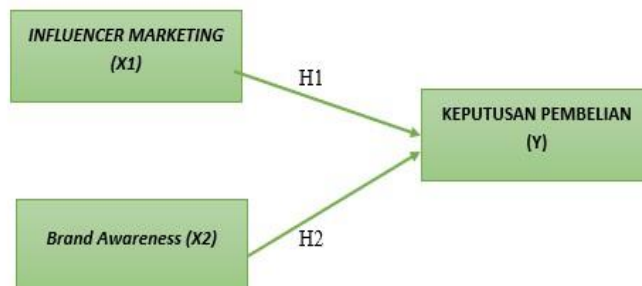 INFLUENCER MARKETING
(X1)
H1
KEPUTUSAN PEMBELIAN
(Y)
Brand Awareness (X2)
H2